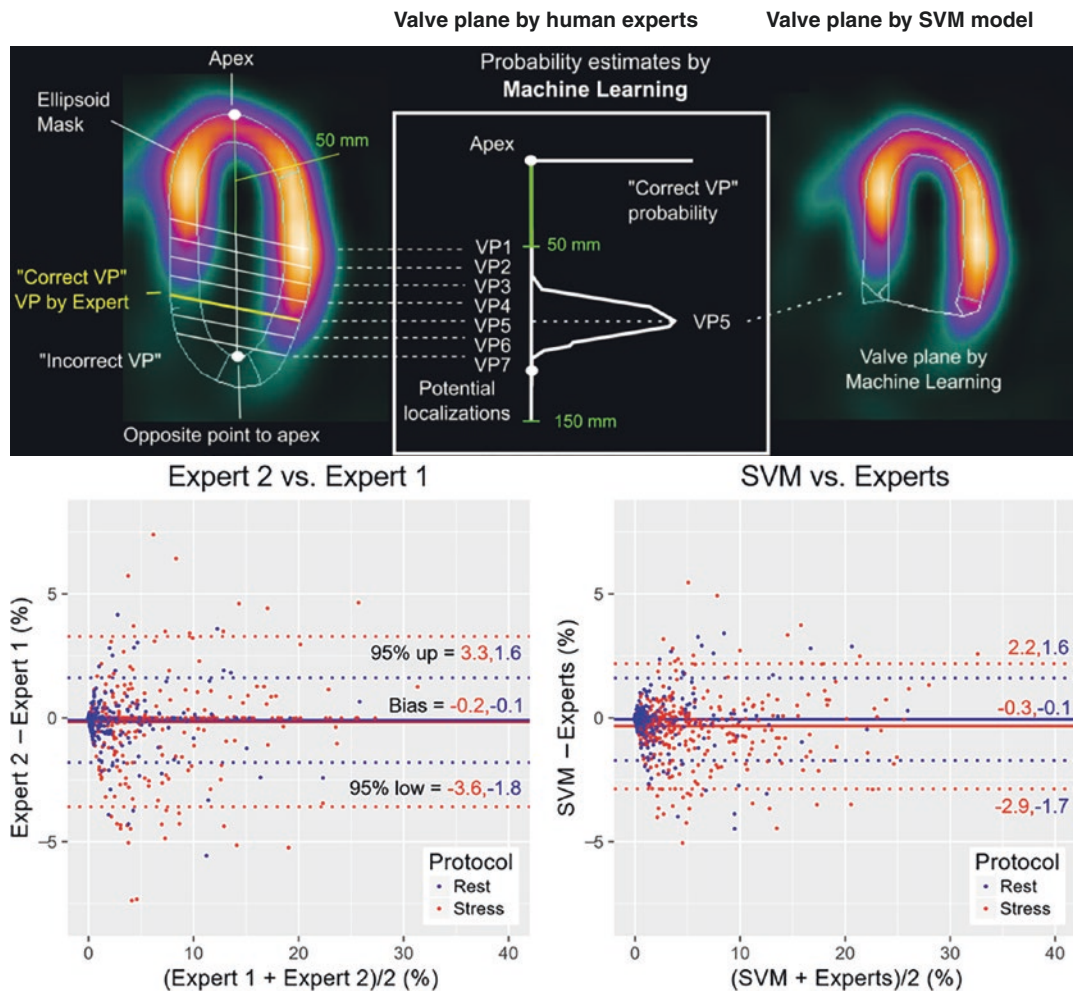 Valve plane by human experts
Valve plane by SVM model
Apex
Ellipsoid
Mask
50 mm
"Correct VP"
VP by Expert
"Incorrect VP"
Opposite point to apex
Probability estimates by
Machine Learning
Apex
"Correct VP"
probability
50 mm
VP1
VP2
VP3
VP4
VP5
VP6
VP7
VP5
Potential
localizations
150 mm
Valve plane by
Machine Learning
Expert 2 vs. Expert 1
Expert 2 − Expert 1 (%)
5
0
−5
95% up = 3.3,1.6
Bias = -0.2,-0.1
95% low = -3.6,-1.8
Protocol
Rest
Stress
0 10 20 30 40
(Expert 1 + Expert 2)/2 (%)
SVM vs. Experts
SVM − Experts (%)
5
0
−5
2.2,1.6
-0.3,-0.1
-2.9,-1.7
Protocol
Rest
Stress
0 10 20 30 40
(SVM + Experts)/2 (%)